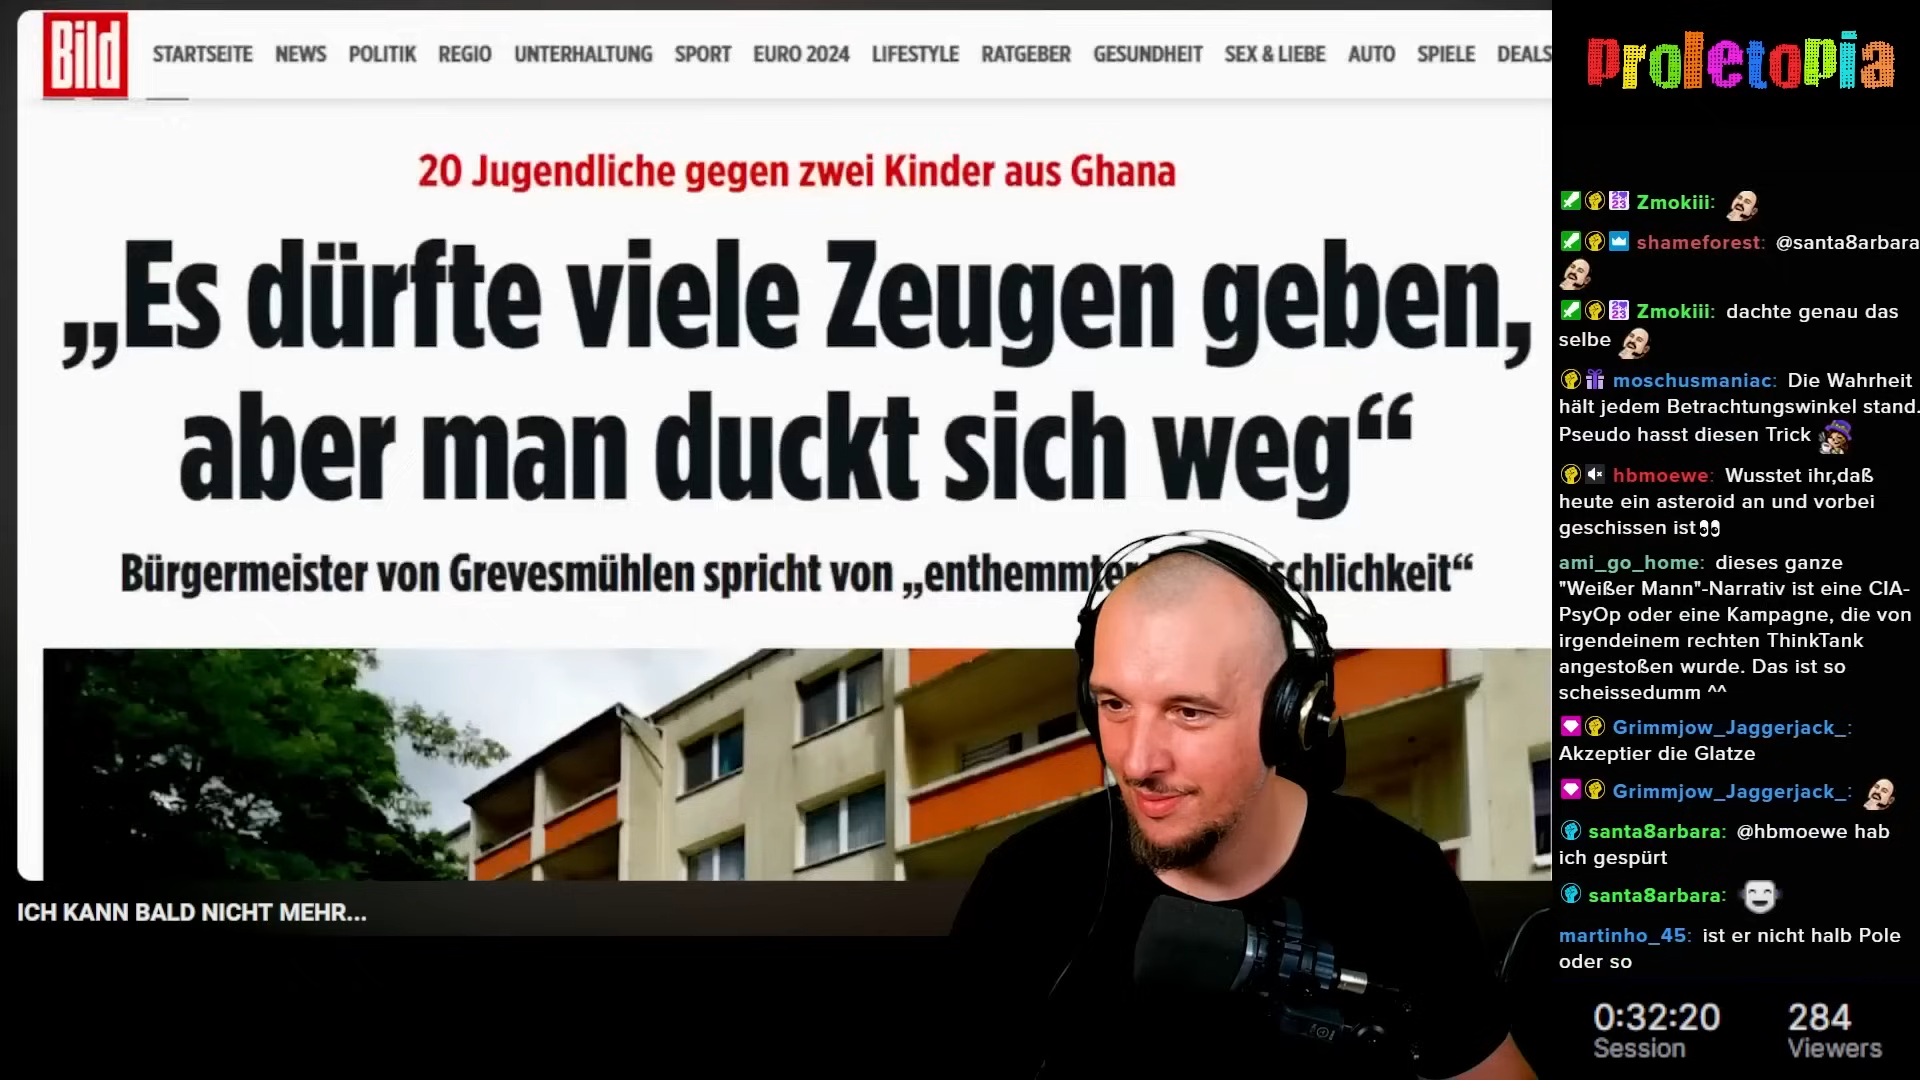 Bild
STARTSEITE NEWS POLITIK REGIO UNTERHALTUNG SPORT EURO 2024 LIFESTYLE RATGEBER GESUNDHEIT SEX & LIEBE AUTO SPIELE DEALS
20 Jugendliche gegen zwei Kinder aus Ghana
„Es dürfte viele Zeugen geben,
aber man duckt sich weg“
Bürgermeister von Grevesmühlen spricht von
ICH KANN BALD NICHT MEHR...
Proletopia
Zmokiii:
shameforest: @santa8arbara
Zmokiii: dachte genau das
selbe
moschusmaniac: Die Wahrheit
hält jedem Betrachtungswinkel stand.
Pseudo hasst diesen Trick
hbmoewe: Wusstet ihr,daß
heute ein asteroid an und vorbei
geschissen ist👀
ami_go_home: dieses ganze
"Weißer Mann"-Narrativ ist eine CIA-
PsyOp oder eine Kampagne, die von
irgendeinem rechten ThinkTank
angestoßen wurde. Das ist so
scheissedumm ^^
Grimmjow_Jaggerjack_:
Akzeptier die Glatze
Grimmjow_Jaggerjack_:
santa8arbara: @hbmoewe hab
ich gespürt
santa8arbara:
martinho_45: ist er nicht halb Pole
oder so
0:32:20 284
Session Viewers